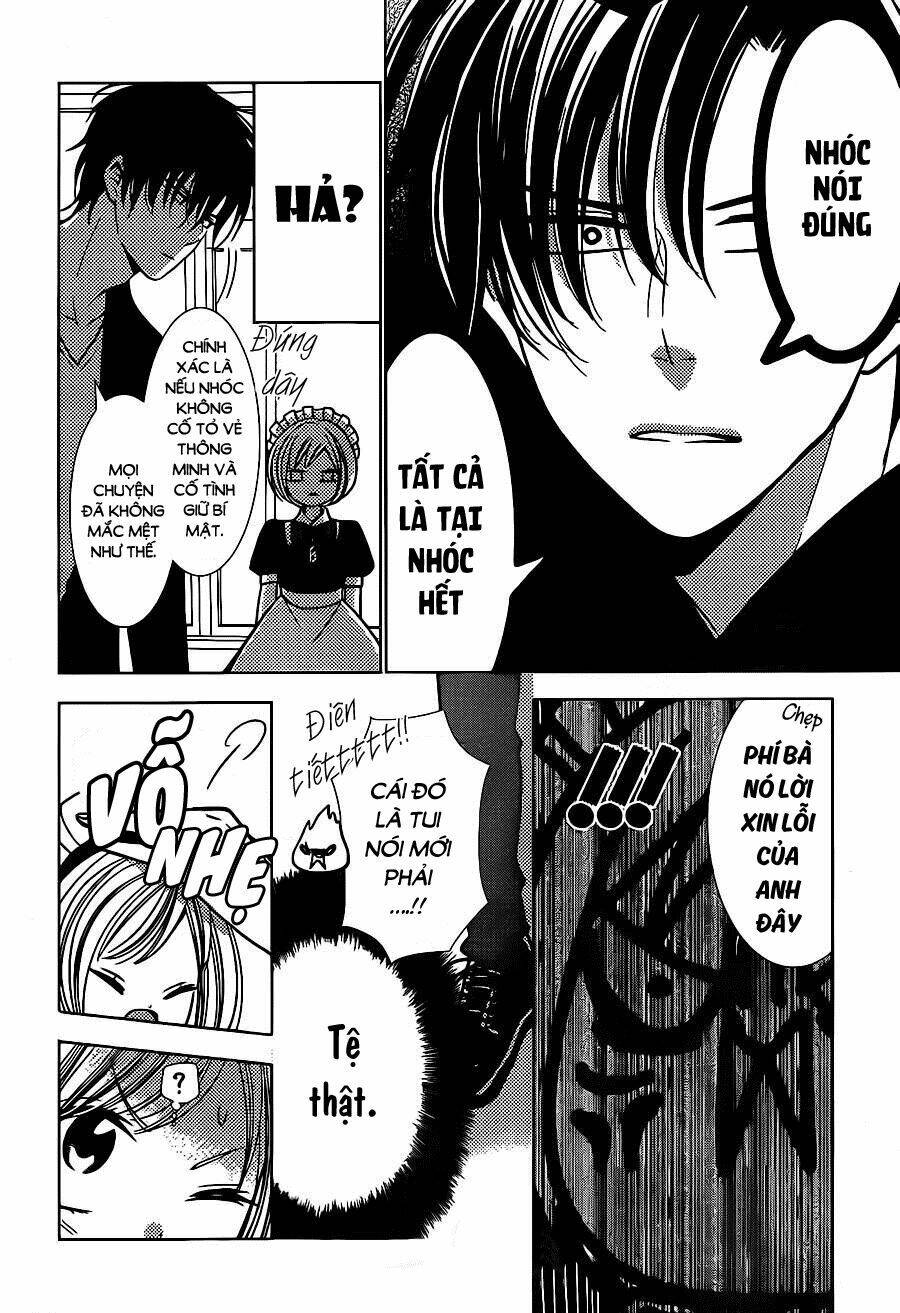 NHÓC
NÓI
ĐÚNG
TẤT CẢ
LÀ TẠI
NHÓC
HẾT
HẢ?
Đứng
dậy
CHÍNH
XÁC LÀ
NẾU NHÓC
KHÔNG
CỐ TỎ VẺ
THÔNG
MINH VÀ
CỐ TÌNH
GIỮ BÍ
MẬT.
MỌI
CHUYỆN
ĐÃ KHÔNG
MẮC MỆT
NHƯ THẾ.
Chẹp
PHÍ BÀ
NÓ LỜI
XIN LỖI
CỦA
ANH
ĐÂY
!!!
Điên
tiếttttt!!
CÁI ĐÓ
LÀ TUI
NÓI MỚI
PHẢI
....!!
Tệ
thật.
?
VỖ
NHẸ
?